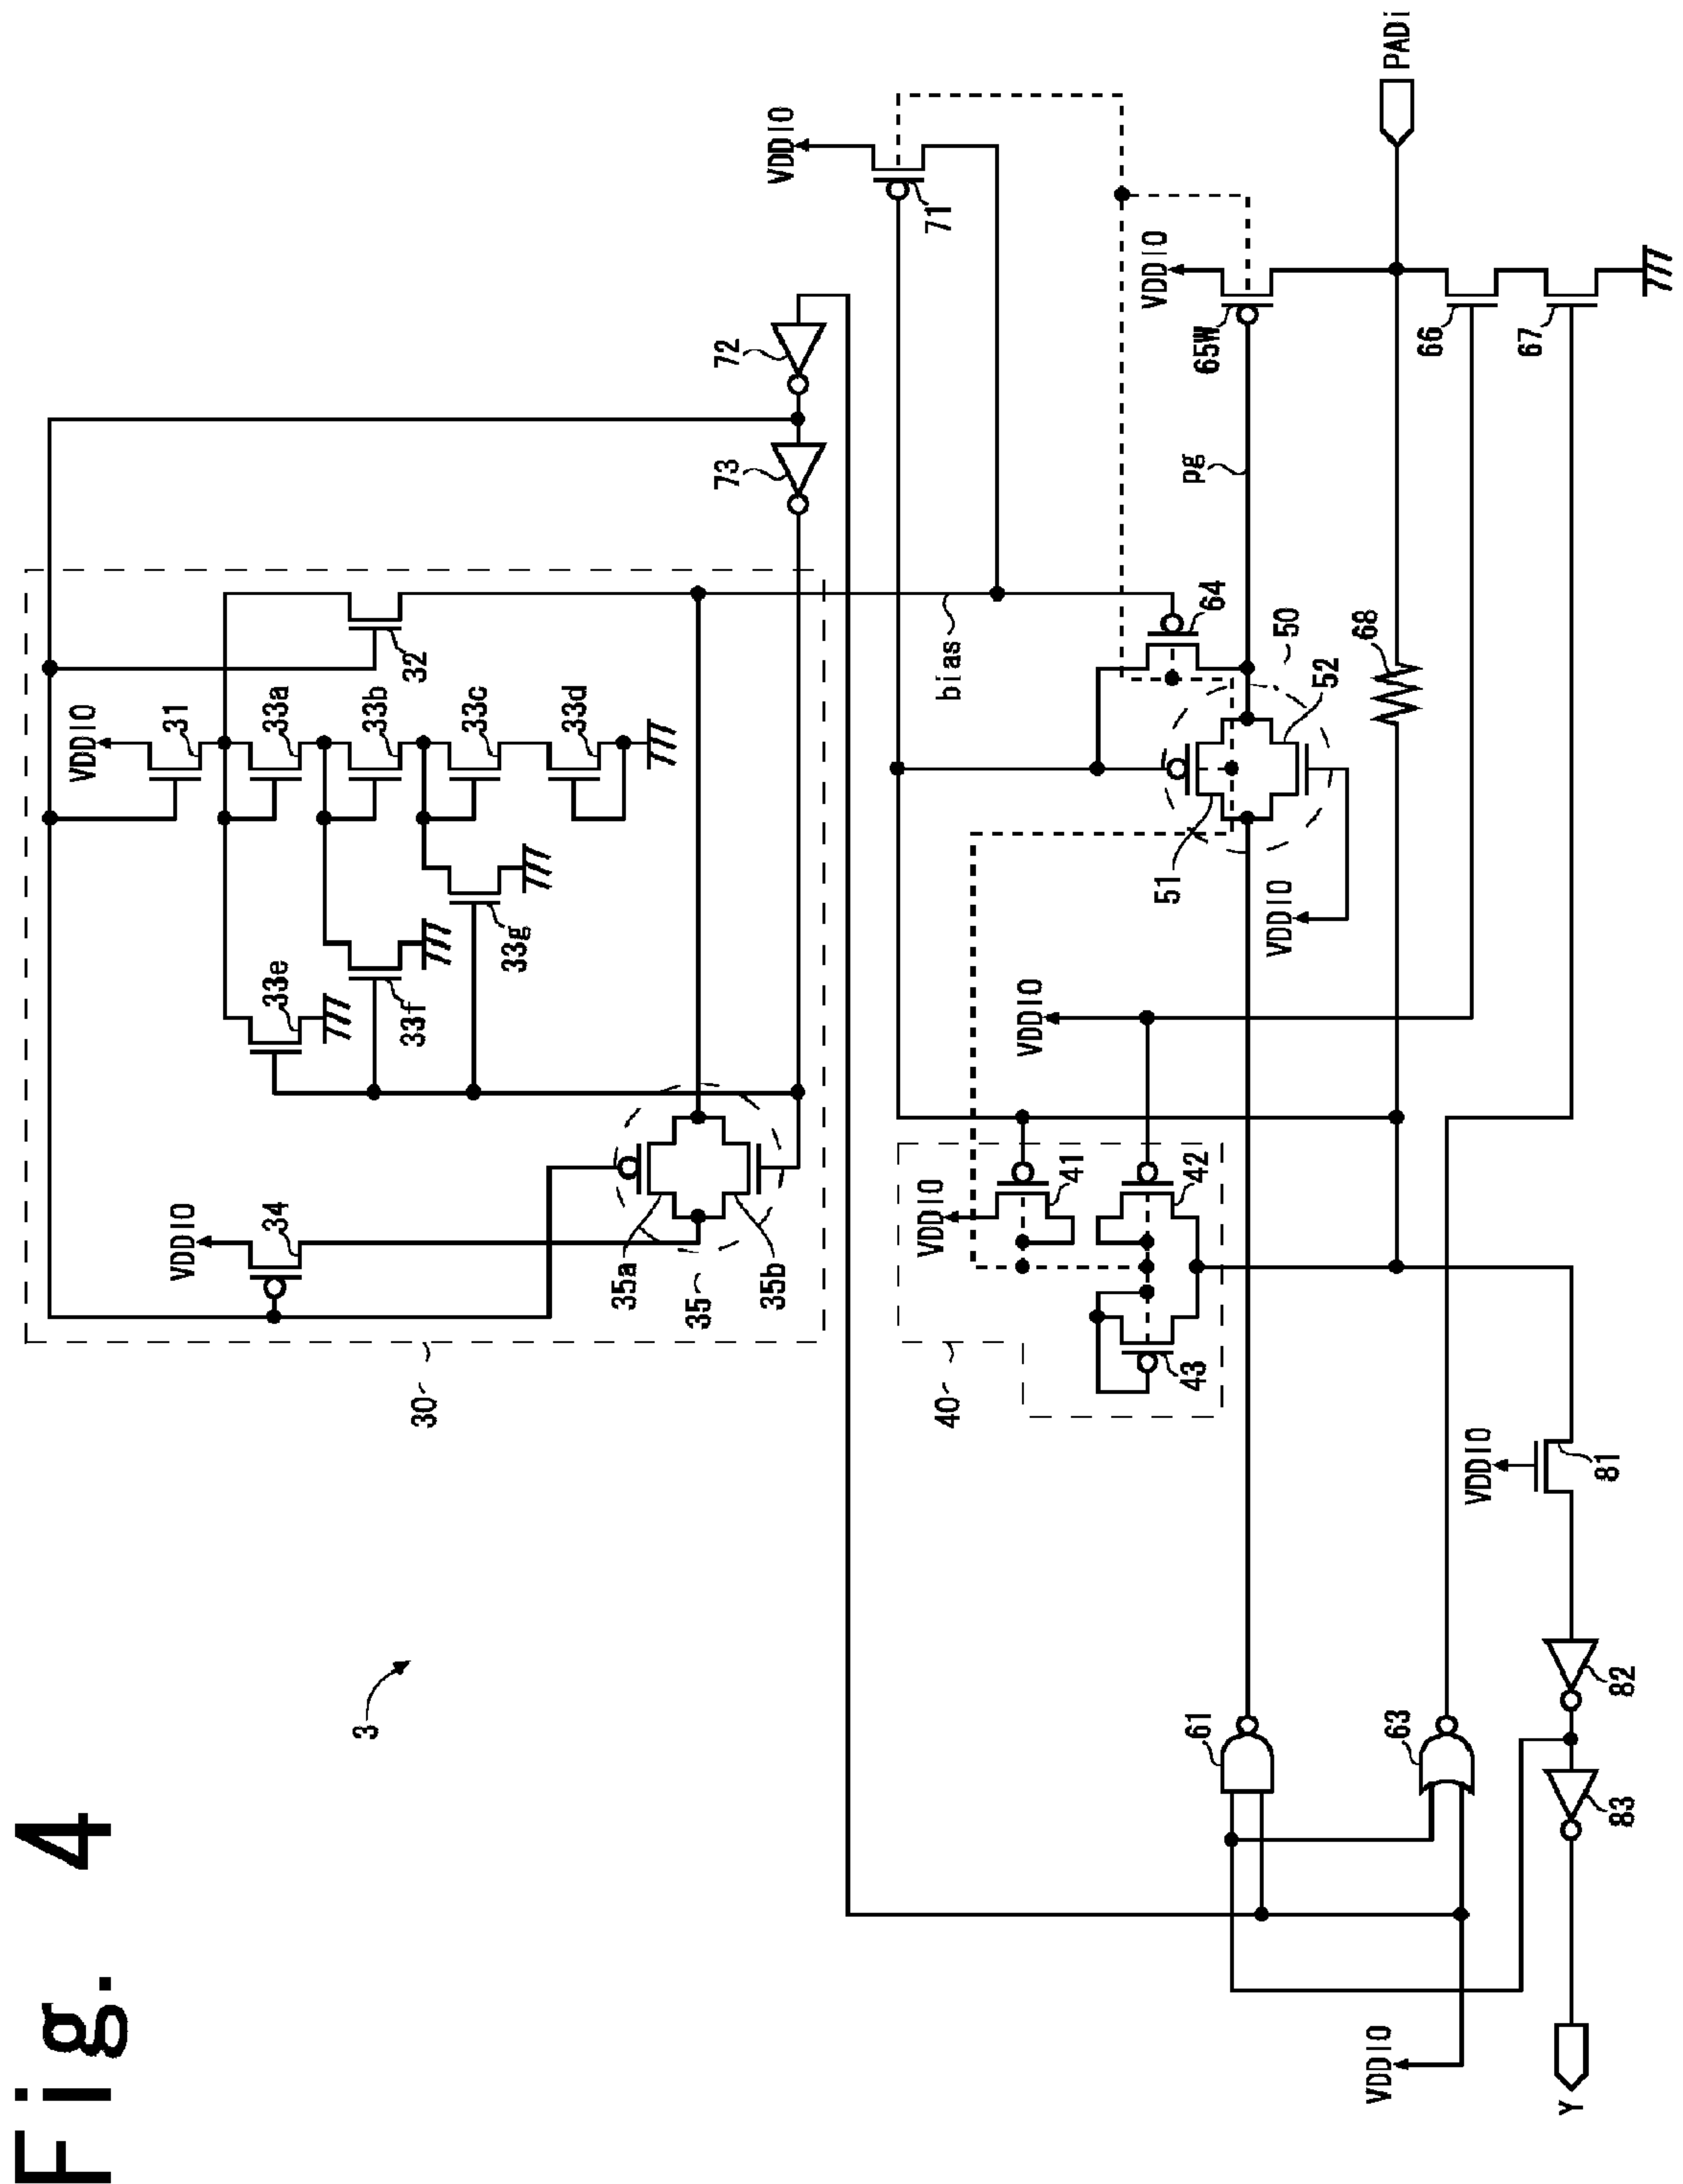 Fig. 4
3
VDDIO
PADi
71
72
73
VDDIO
65W
66
67
pg
VDDIO
31
32
33a
33b
33c
33d
33e
33f
33g
bias
64
50
52
51
68
VDDIO
VDDIO
VDDIO
34
35a
35
35b
30
VDDIO
41
42
43
40
VDDIO
81
61
63
82
83
VDDIO
Y